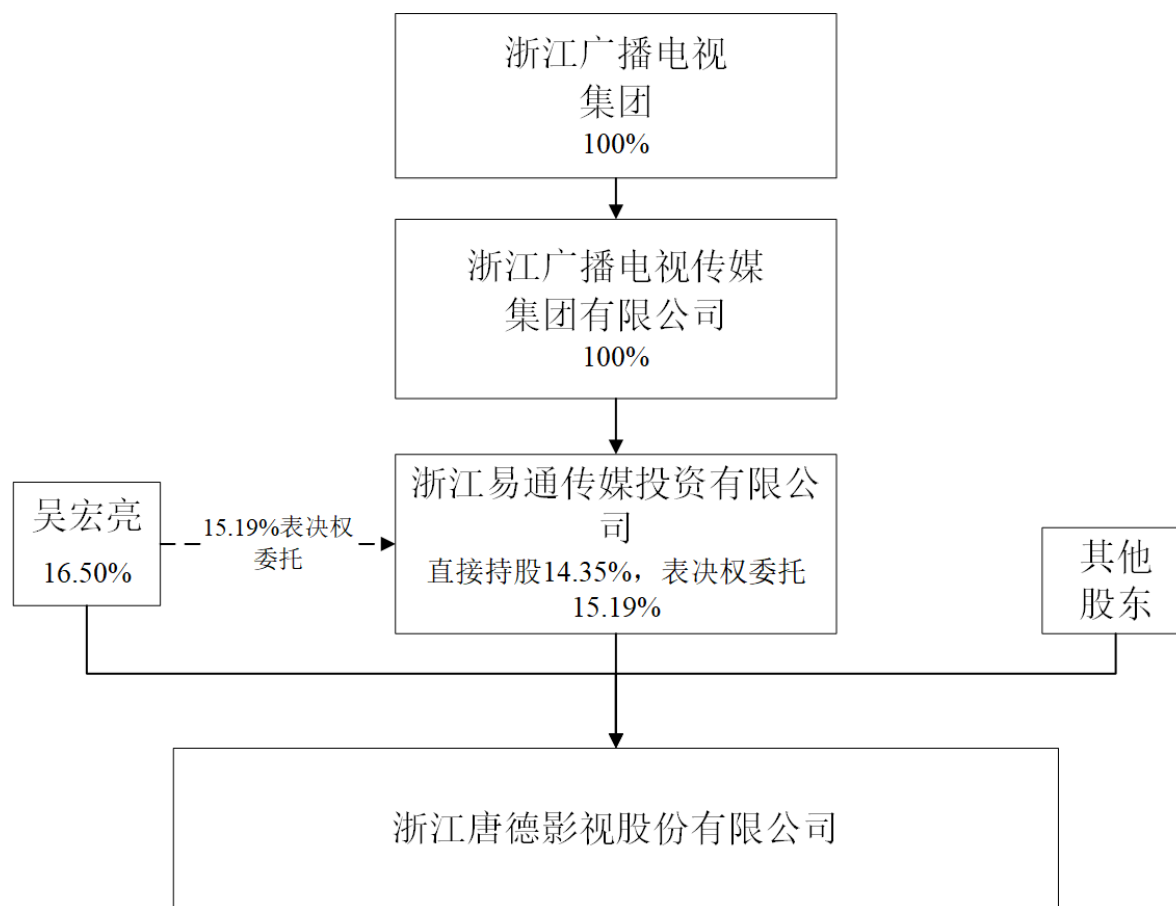 浙江广播电视
集团
100%
浙江广播电视传媒
集团有限公司
100%
浙江易通传媒投资有限公
司
直接持股14.35%，表决权委托
15.19%
吴宏亮
16.50%
15.19%表决权
委托
其他
股东
浙江唐德影视股份有限公司